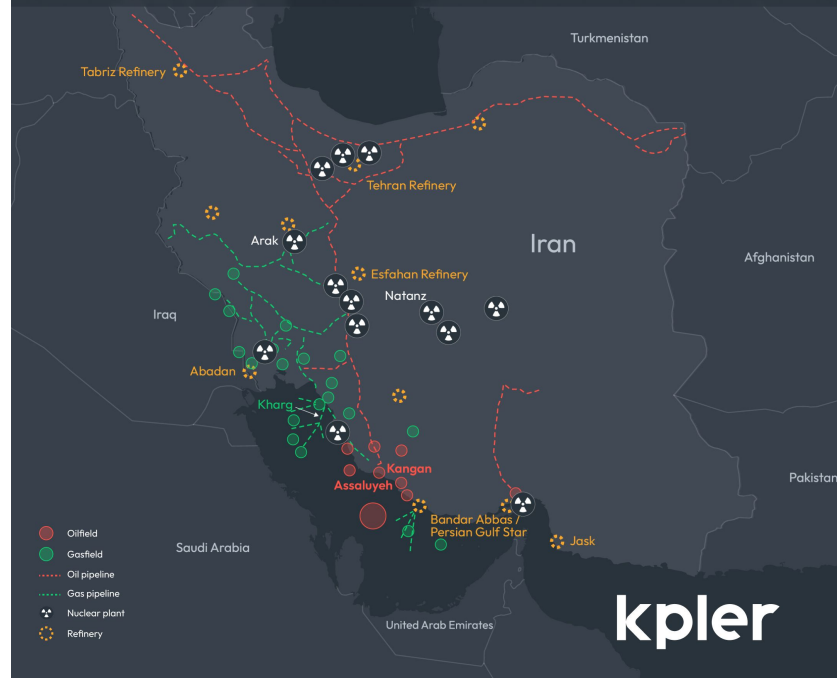 Turkmenistan
Tabriz Refinery
Tehran Refinery
Arak
Iran
Afghanistan
Esfahan Refinery
Natanz
Iraq
Abadan
Kharg
Kangan
Assaluyeh
Pakistan
Bandar Abbas /
Persian Gulf Star
Jask
Saudi Arabia
United Arab Emirates
Oilfield
Gasfield
Oil pipeline
Gas pipeline
Nuclear plant
Refinery
kpler